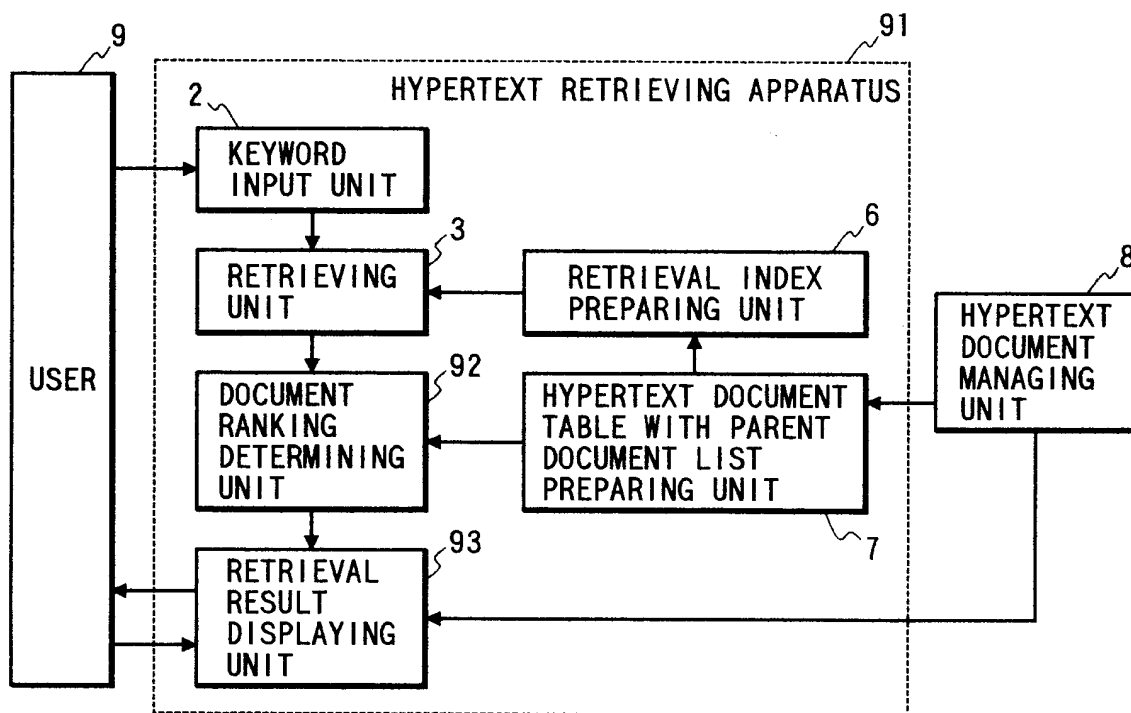 9
91
HYPERTEXT RETRIEVING APPARATUS
2
KEYWORD
INPUT UNIT
3
RETRIEVING
UNIT
6
RETRIEVAL INDEX
PREPARING UNIT
8
HYPERTEXT
DOCUMENT
MANAGING
UNIT
USER
92
DOCUMENT
RANKING
DETERMINING
UNIT
HYPERTEXT DOCUMENT
TABLE WITH PARENT
DOCUMENT LIST
PREPARING UNIT
7
93
RETRIEVAL
RESULT
DISPLAYING
UNIT